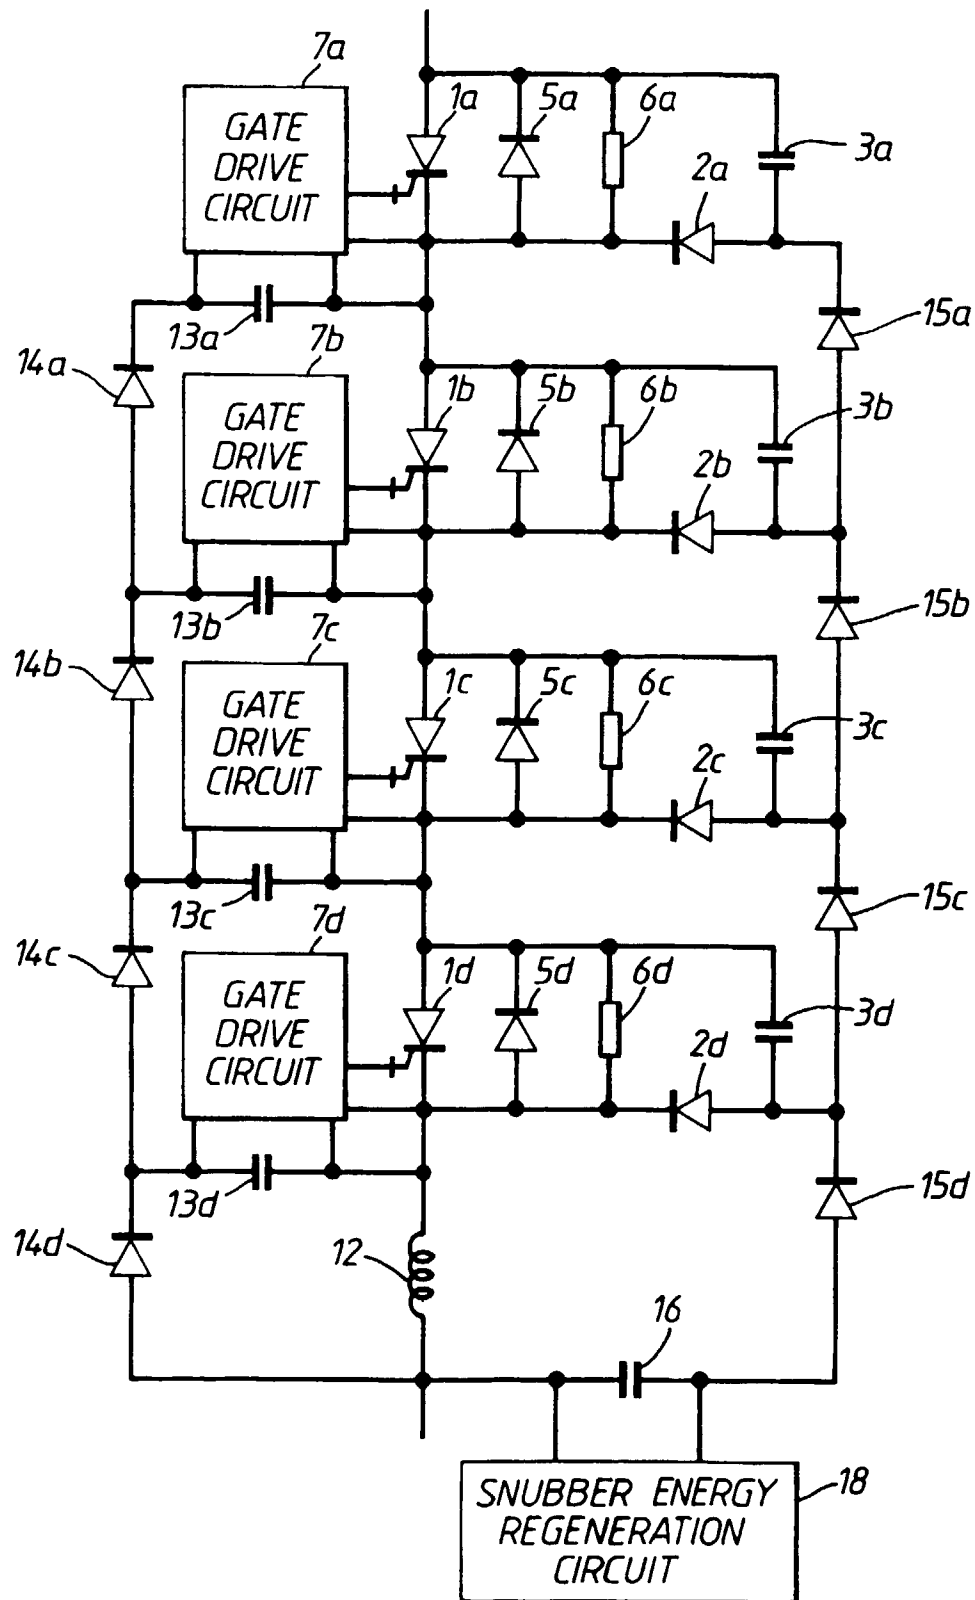 7a
GATE
DRIVE
CIRCUIT
1a
5a
6a
2a
3a
13a
15a
14a
7b
GATE
DRIVE
CIRCUIT
1b
5b
6b
2b
3b
13b
15b
14b
7c
GATE
DRIVE
CIRCUIT
1c
5c
6c
2c
3c
13c
15c
14c
7d
GATE
DRIVE
CIRCUIT
1d
5d
6d
2d
3d
13d
15d
14d
12
16
SNUBBER ENERGY
REGENERATION
CIRCUIT
18